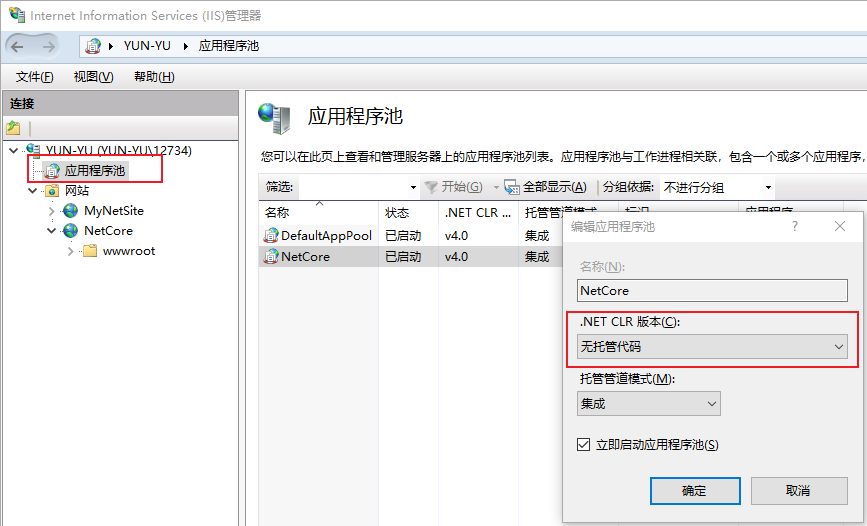 Internet Information Services (IIS)管理器
YUN-YU
应用程序池
文件(F) 视图(V) 帮助(H)
连接
YUN-YU (YUN-YU\12734)
应用程序池
网站
MyNetSite
NetCore
wwwroot
应用程序池
您可以在此页上查看和管理服务器上的应用程序池列表。应用程序池与工作进程相关联，包含一个或多个应用程序，
筛选: 开始(G) 全部显示(A) 分组依据: 不进行分组
名称 状态 .NET CLR ... 托管管道模式 标识 应用程序
DefaultAppPool 已启动 v4.0 集成
NetCore 已启动 v4.0 集成
编辑应用程序池 ?
名称(N):
NetCore
.NET CLR 版本(C):
无托管代码
托管管道模式(M):
集成
立即启动应用程序池(S)
确定 取消